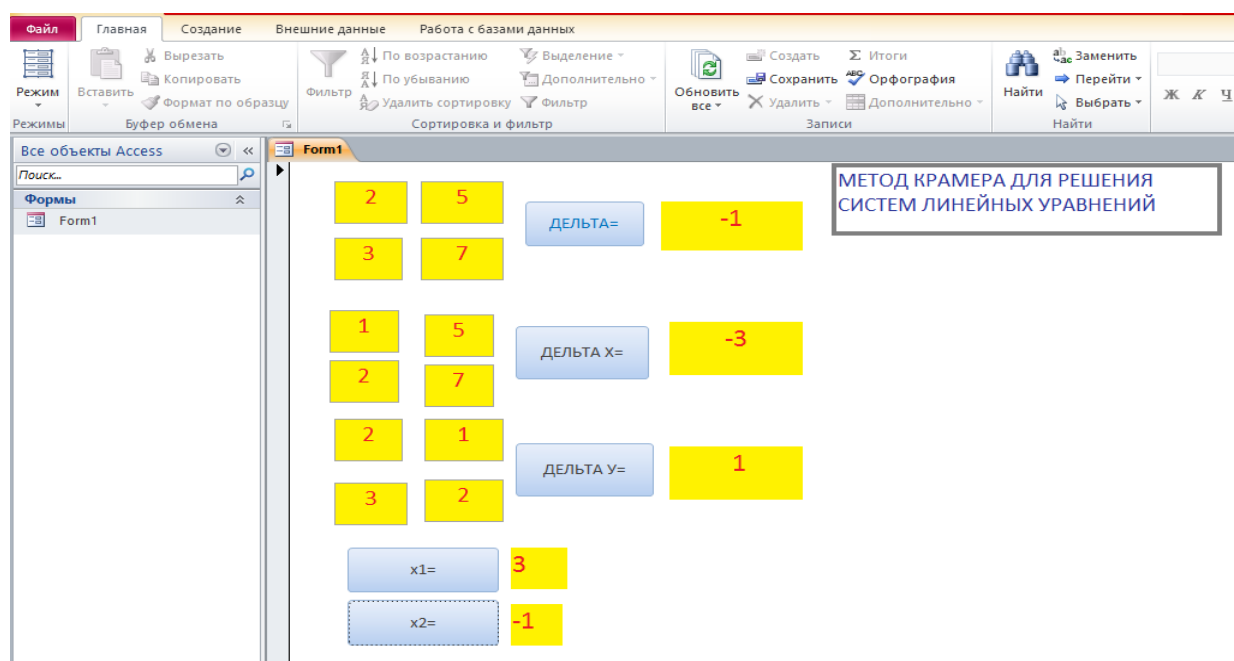 Файл Главная Создание Внешние данные Работа с базами данных
Режим
Режимы
Вставить
Вырезать
Копировать
Формат по образцу
Буфер обмена
Фильтр
По возрастанию
По убыванию
Удалить сортировку
Выделение
Дополнительно
Фильтр
Сортировка и фильтр
Обновить
все
Создать
Сохранить
Удалить
Итоги
Орфография
Дополнительно
Записи
Найти
Заменить
Перейти
Выбрать
Найти
Ж К Ч
Все объекты Access
Поиск...
Формы
Form1
Form1
МЕТОД КРАМЕРА ДЛЯ РЕШЕНИЯ
СИСТЕМ ЛИНЕЙНЫХ УРАВНЕНИЙ
2 5
ДЕЛЬТА= -1
3 7
1 5
ДЕЛЬТА X= -3
2 7
2 1
ДЕЛЬТА У= 1
3 2
x1= 3
x2= -1